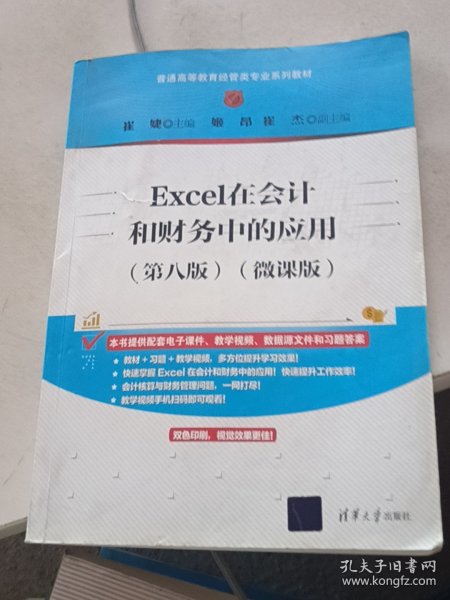 普通高等教育经管类专业系列教材
崔 婕◎主编 姬 昂 崔 杰◎副主编
Excel在会计
和财务中的应用
（第八版）（微课版）
本书提供配套电子课件、教学视频、数据源文件和习题答案
★ 教材+习题+教学视频，多方位提升学习效果！
★ 快速掌握Excel在会计和财务中的应用！快速提升工作效率！
★ 会计核算与财务管理问题，一网打尽！
★ 教学视频手机扫码即可观看！
双色印刷，视觉效果更佳！
清华大学出版社
孔夫子旧书网
www.kongfz.com